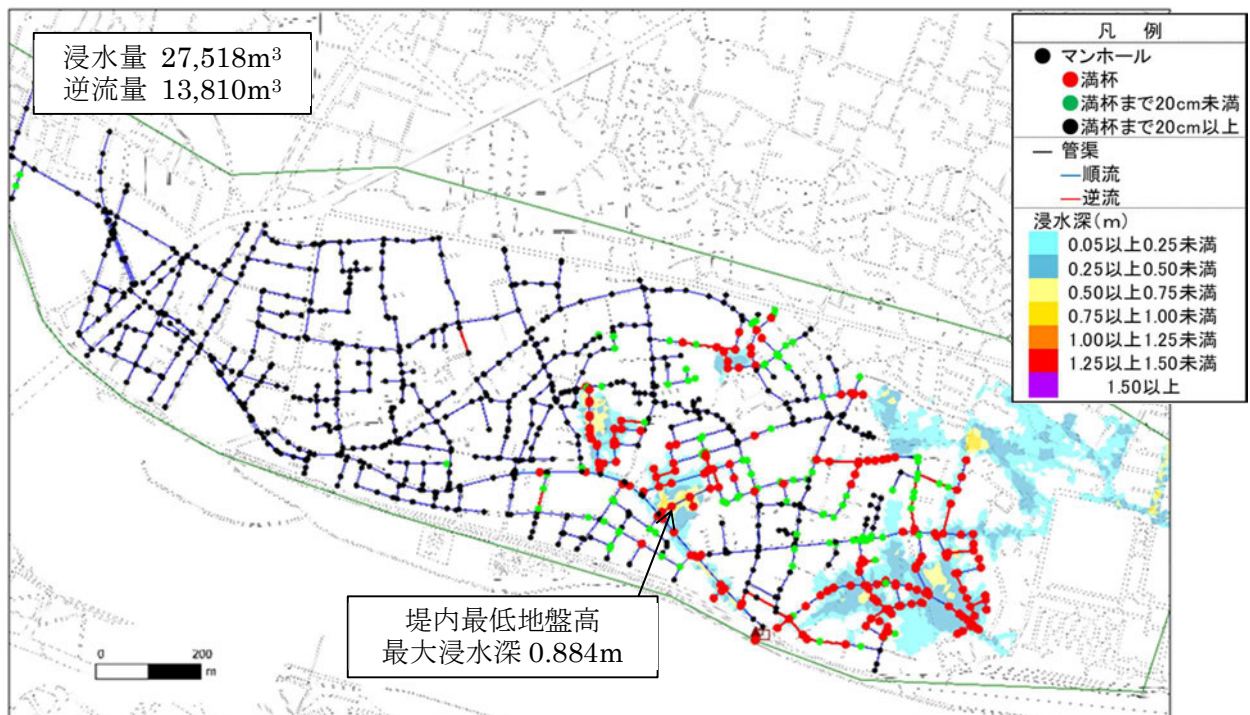 浸水量 27,518m³
逆流量 13,810m³
凡 例
マンホール
満杯
満杯まで20cm未満
満杯まで20cm以上
管渠
順流
逆流
浸水深(m)
0.05以上0.25未満
0.25以上0.50未満
0.50以上0.75未満
0.75以上1.00未満
1.00以上1.25未満
1.25以上1.50未満
1.50以上
堤内最低地盤高
最大浸水深 0.884m
0 200
m